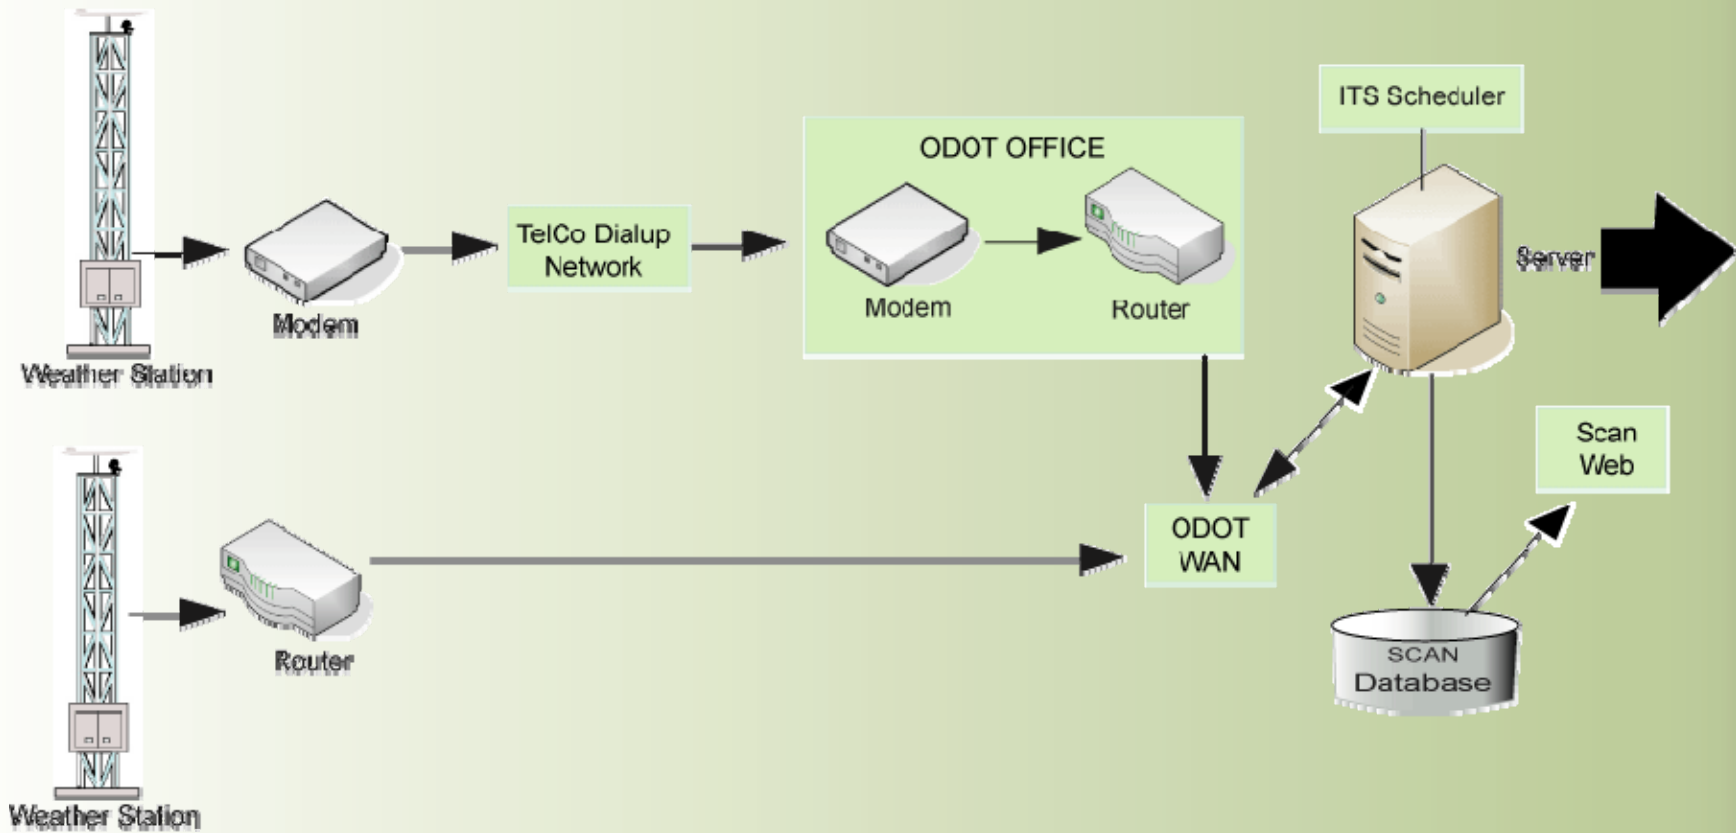 ITS Scheduler
ODOT OFFICE
TelCo Dialup
Network
Modem
Router
Server
Modem
Weather Station
Scan
Web
ODOT
WAN
Router
SCAN
Database
Weather Station